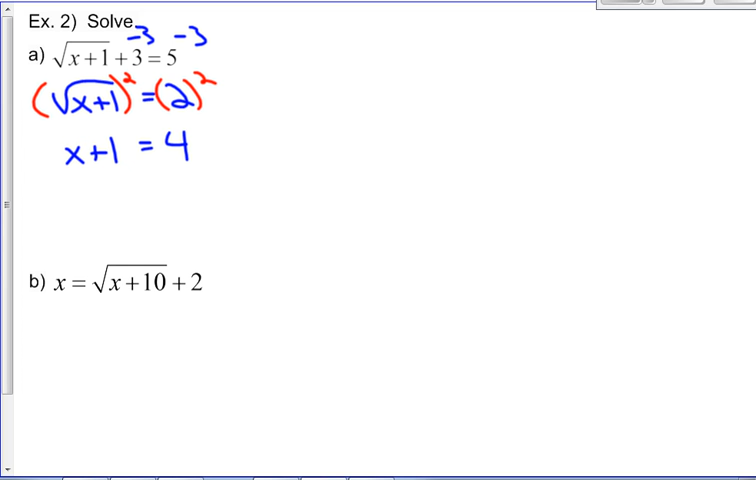 Ex. 2) Solve
-3 -3
a) √(x+1) + 3 = 5
(√(x+1))² = (2)²
x+1 = 4
b) x = √(x+10) + 2